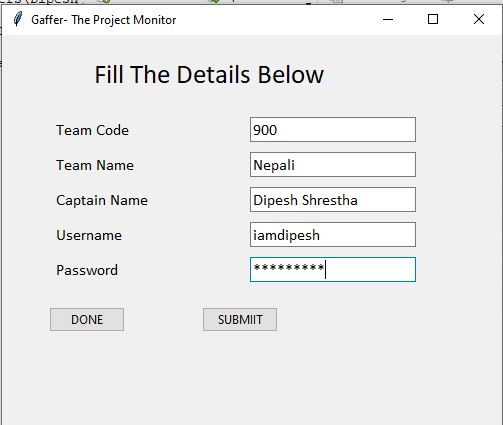 Gaffer- The Project Monitor
Fill The Details Below
Team Code 900
Team Name Nepali
Captain Name Dipesh Shrestha
Username iamdipesh
Password *********
DONE SUBMIIT